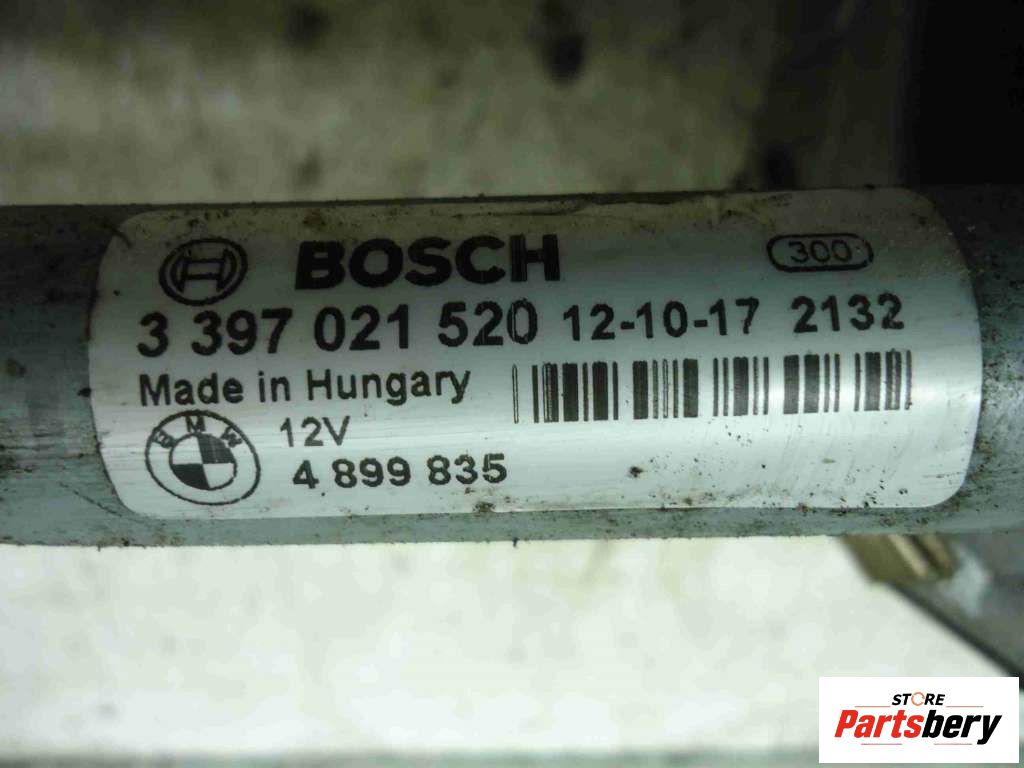 BOSCH 300
3 397 021 520 12-10-17 2132
Made in Hungary
BMW 12V
4 899 835
STORE
Partsbery